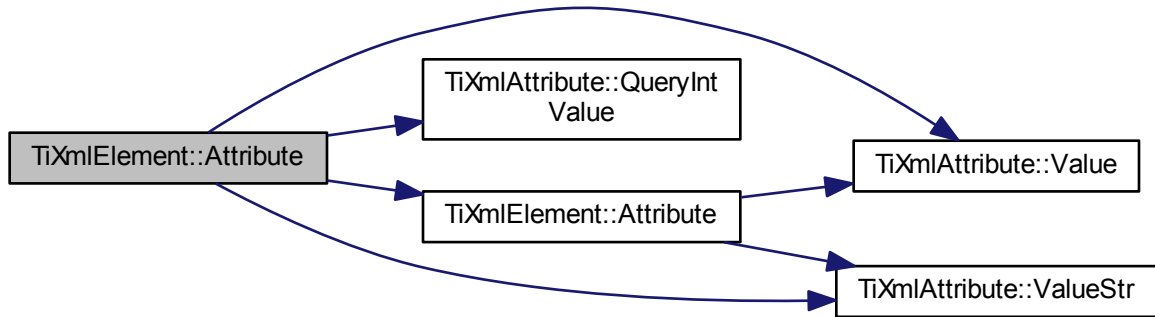 TiXmlElement::Attribute
TiXmlAttribute::QueryInt
Value
TiXmlElement::Attribute
TiXmlAttribute::Value
TiXmlAttribute::ValueStr